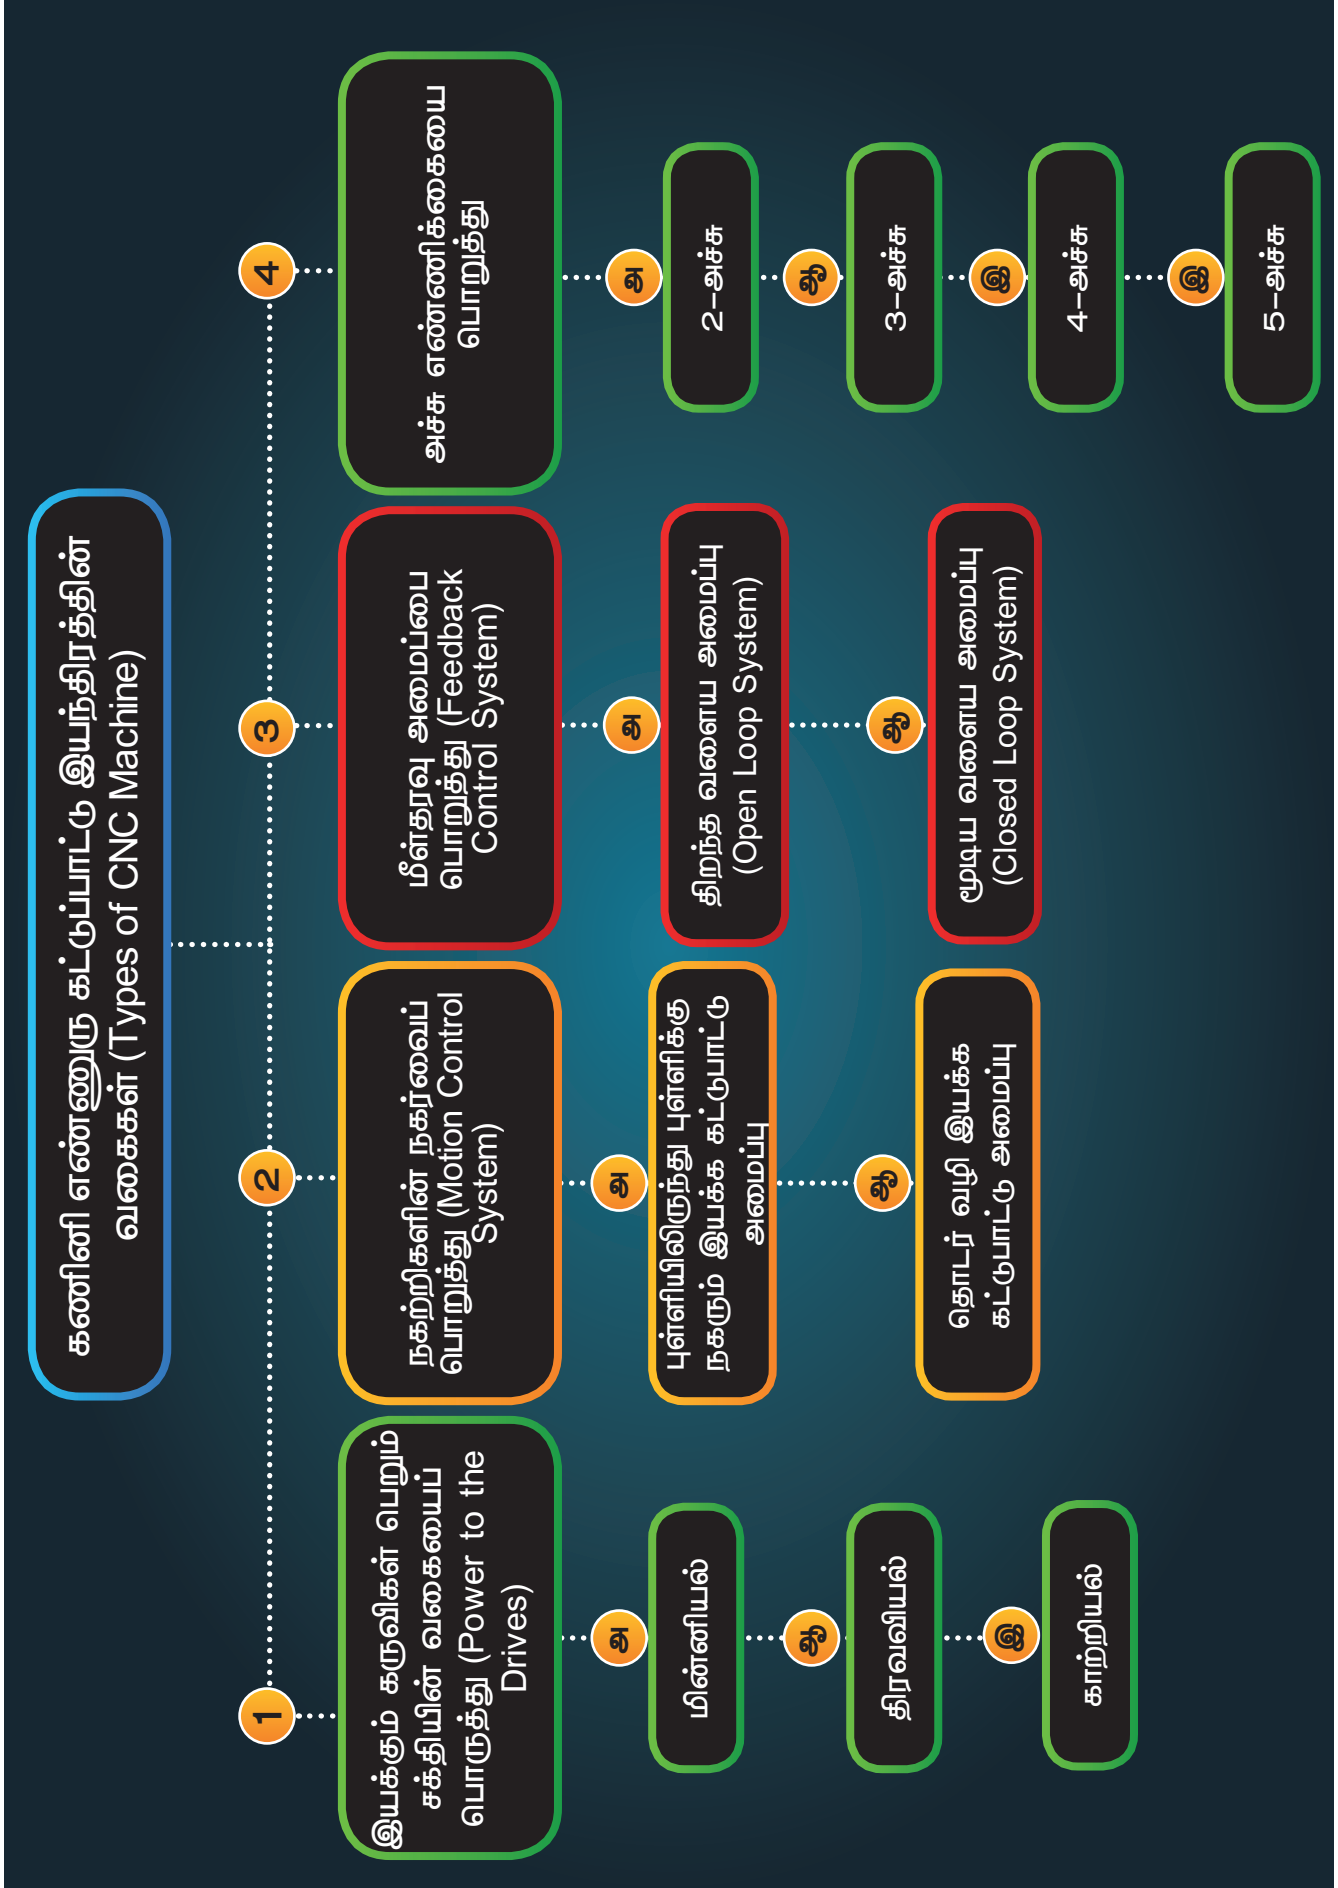 கணினி எண்ணுரு கட்டுப்பாட்டு இயந்திரத்தின்
வகைகள் (Types of CNC Machine)
1
இயக்கும் கருவிகள் பெறும்
சக்தியின் வகையைப்
பொருத்து (Power to the
Drives)
அ
மின்னியல்
ஆ
திரவவியல்
இ
காற்றியல்
2
நகற்றிகளின் நகர்வைப்
பொறுத்து (Motion Control
System)
அ
புள்ளியிலிருந்து புள்ளிக்கு
நகரும் இயக்க கட்டுபாட்டு
அமைப்பு
ஆ
தொடர் வழி இயக்க
கட்டுபாட்டு அமைப்பு
3
மீள்தரவு அமைப்பை
பொறுத்து (Feedback
Control System)
அ
திறந்த வளைய அமைப்பு
(Open Loop System)
ஆ
மூடிய வளைய அமைப்பு
(Closed Loop System)
4
அச்சு எண்ணிக்கையை
பொறுத்து
அ
2-அச்சு
ஆ
3-அச்சு
இ
4-அச்சு
இ
5-அச்சு